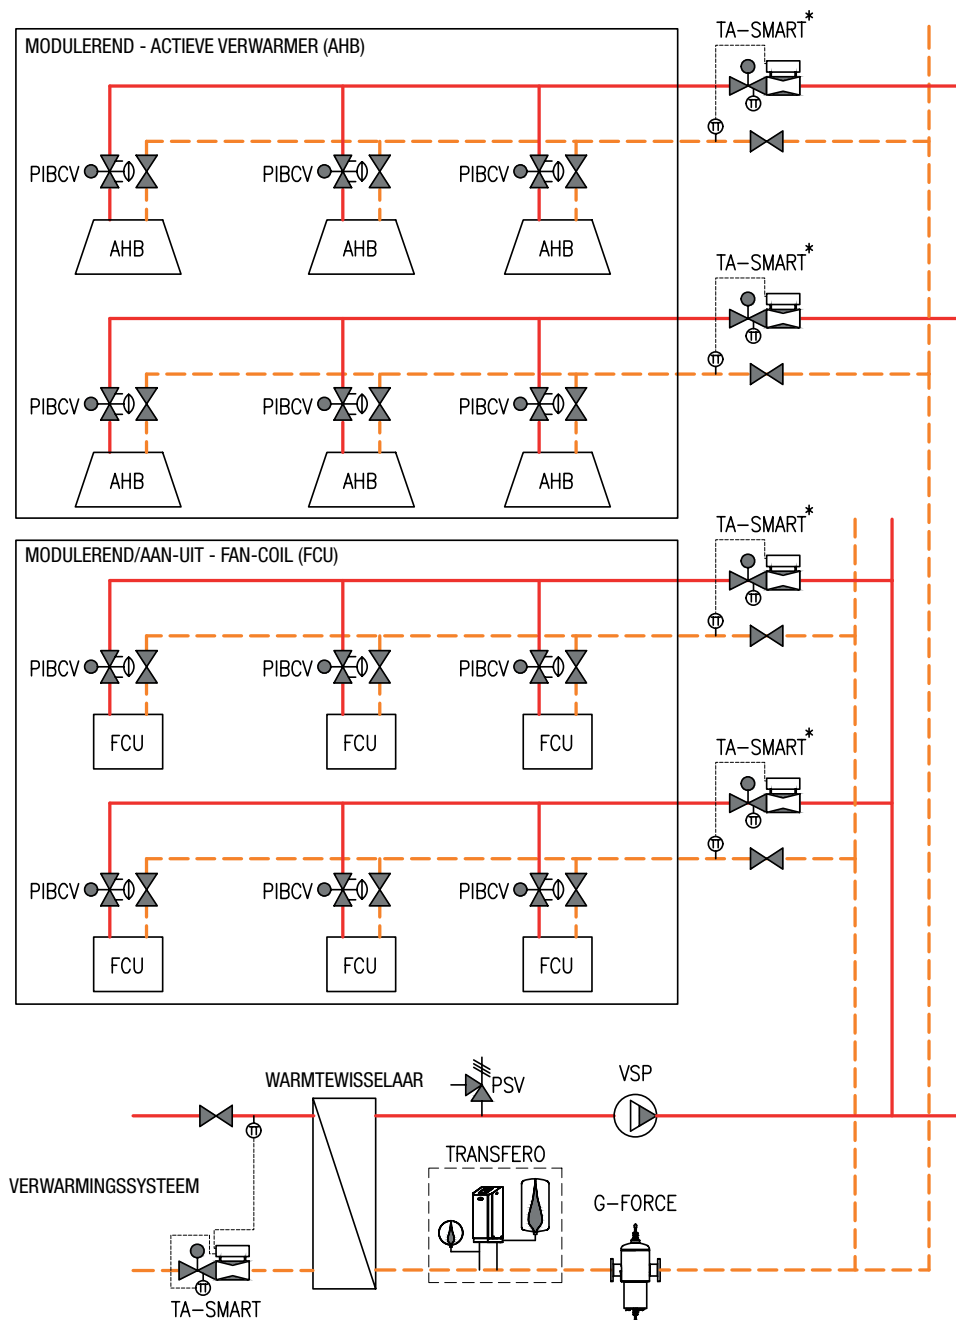 TA-SMART*
MODULEREND - ACTIEVE VERWARMER (AHB)
PIBCV PIBCV PIBCV
AHB AHB AHB
TA-SMART*
PIBCV PIBCV PIBCV
AHB AHB AHB
TA-SMART*
MODULEREND/AAN-UIT - FAN-COIL (FCU)
PIBCV PIBCV PIBCV
FCU FCU FCU
TA-SMART*
PIBCV PIBCV PIBCV
FCU FCU FCU
WARMTEWISSELAAR
PSV
VSP
TRANSFERO
VERWARMINGSSYSTEEM
G-FORCE
TA-SMART